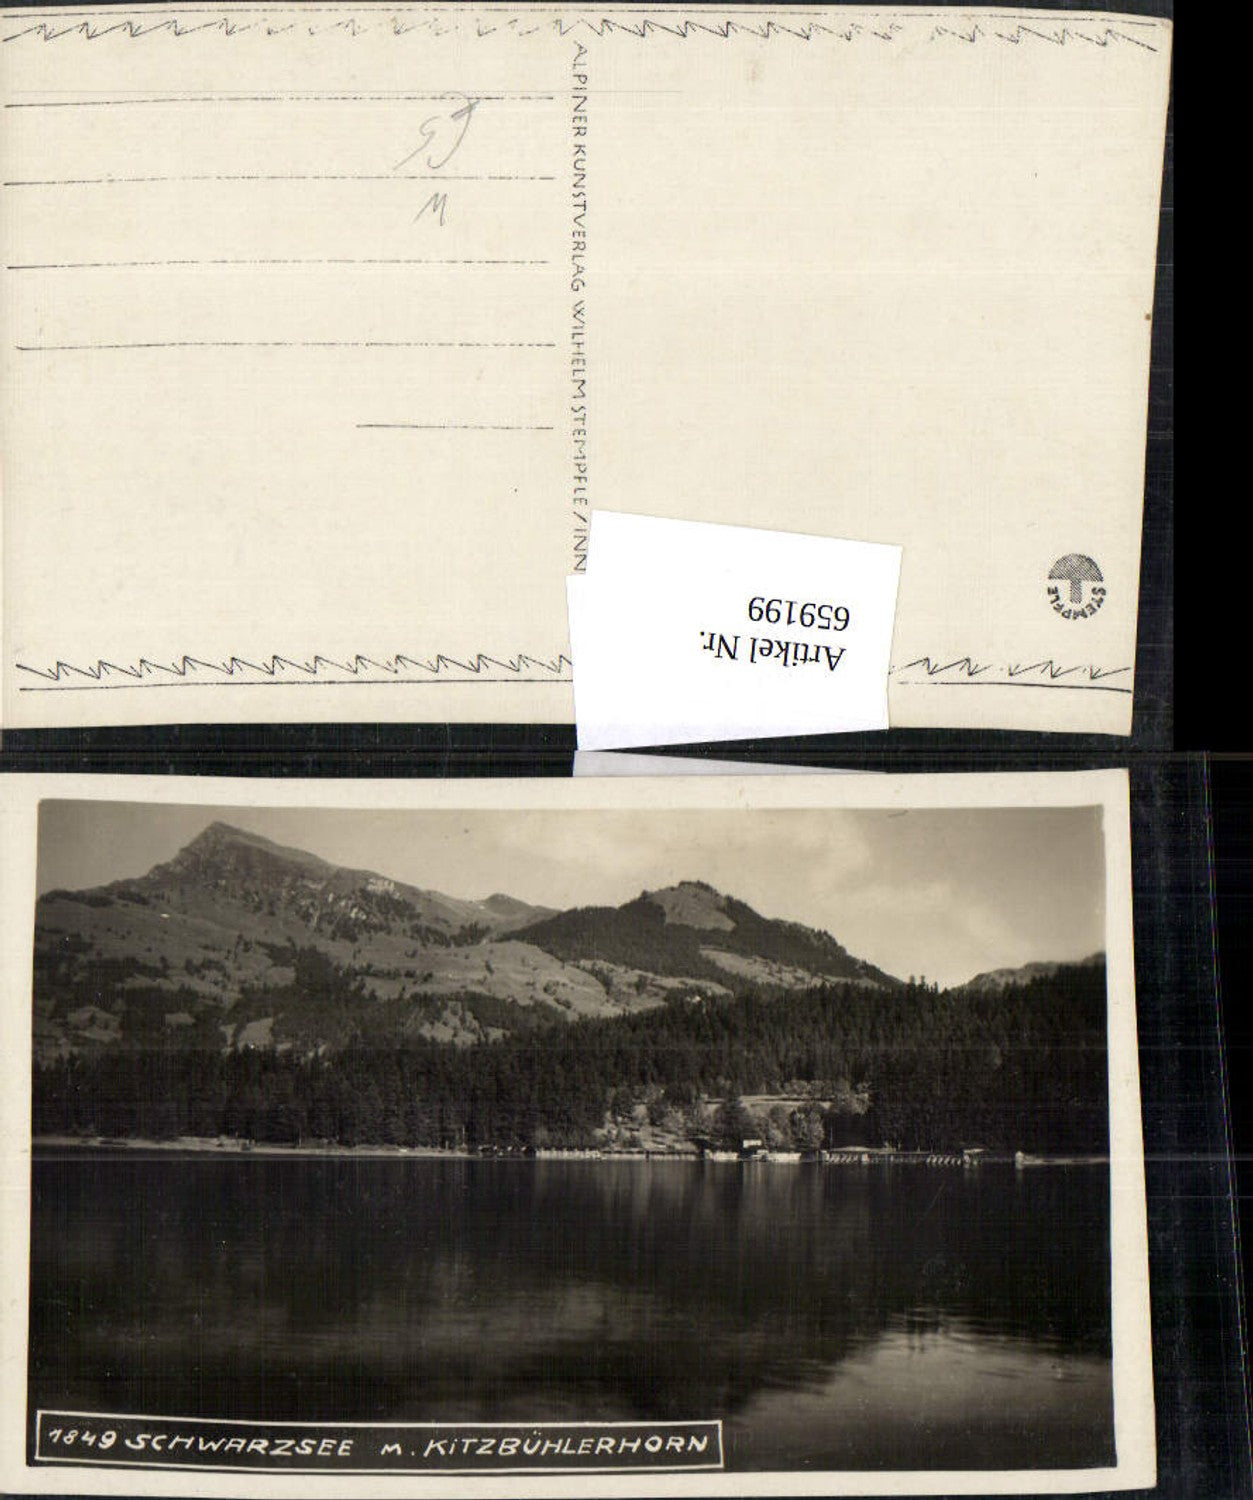 ALPINER KUNSTVERLAG WILHELM STEMPFLE / INN
STEMPFLE
Artikel Nr.
659199
1849 SCHWARZSEE M. KITZBÜHLERHORN